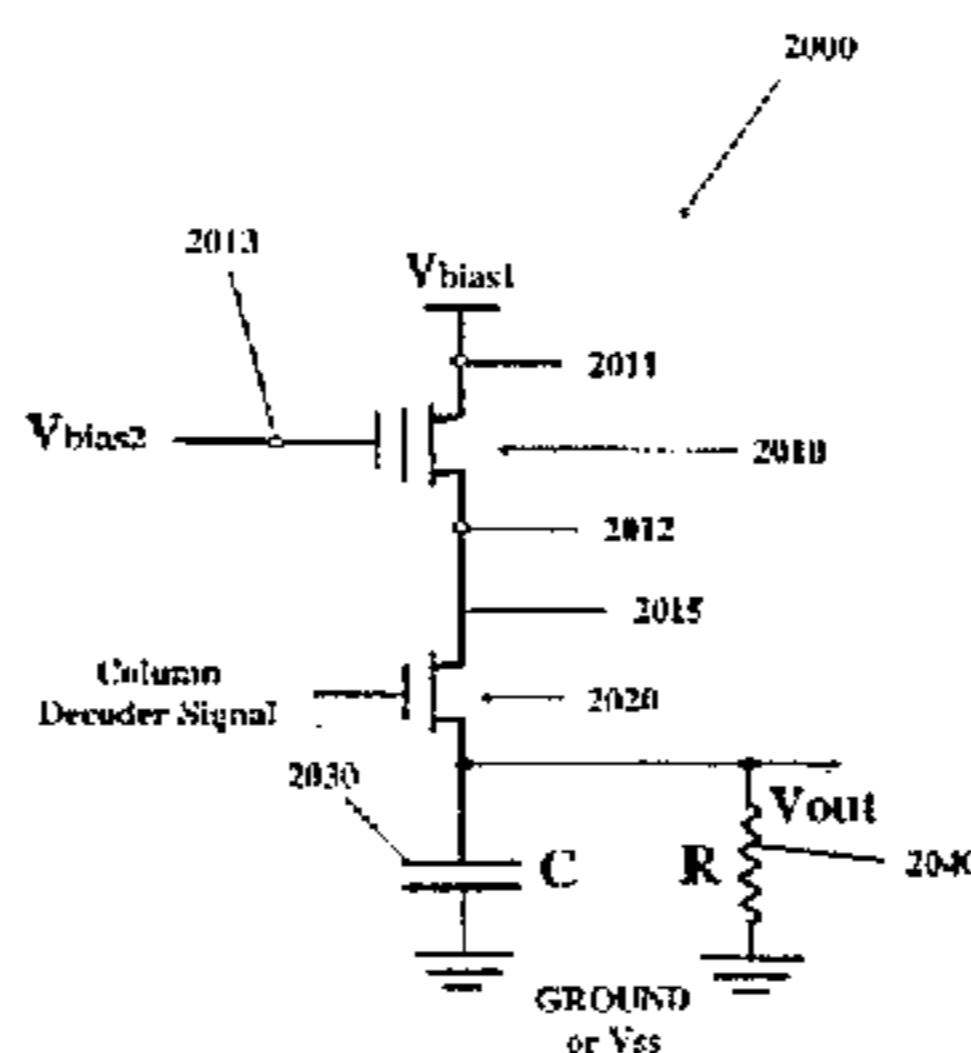 2000
2013
Vbias1
2011
Vbias2
2010
2012
2015
Column
Decoder Signal
2020
2030
Vout
C
R
2040
GROUND
or Vss